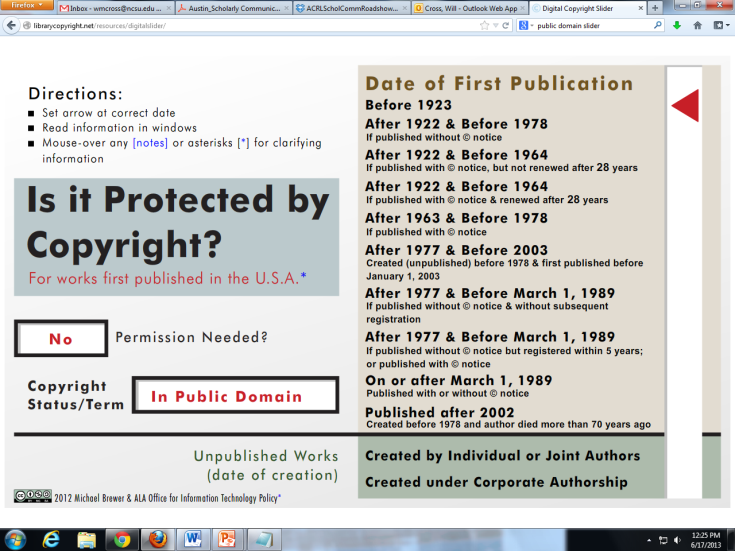 Firefox
Inbox - wmcross@ncsu.edu ...
Austin_Scholarly Communic...
ACRLScholCommRoadshow...
Cross, Will - Outlook Web App
Digital Copyright Slider
librarycopyright.net/resources/digitalslider/
public domain slider
Directions:
Set arrow at correct date
Read information in windows
Mouse-over any [notes] or asterisks [*] for clarifying
information
Is it Protected by
Copyright?
For works first published in the U.S.A.*
No
Permission Needed?
Copyright
Status/Term
In Public Domain
Unpublished Works
(date of creation)
2012 Michael Brewer & ALA Office for Information Technology Policy*
Date of First Publication
Before 1923
After 1922 & Before 1978
If published without © notice
After 1922 & Before 1964
If published with © notice, but not renewed after 28 years
After 1922 & Before 1964
If published with © notice & renewed after 28 years
After 1963 & Before 1978
If published with © notice
After 1977 & Before 2003
Created (unpublished) before 1978 & first published before
January 1, 2003
After 1977 & Before March 1, 1989
If published without © notice & without subsequent
registration
After 1977 & Before March 1, 1989
If published without © notice but registered within 5 years;
or published with © notice
On or after March 1, 1989
Published with or without © notice
Published after 2002
Created before 1978 and author died more than 70 years ago
Created by Individual or Joint Authors
Created under Corporate Authorship
12:25 PM
6/17/2013